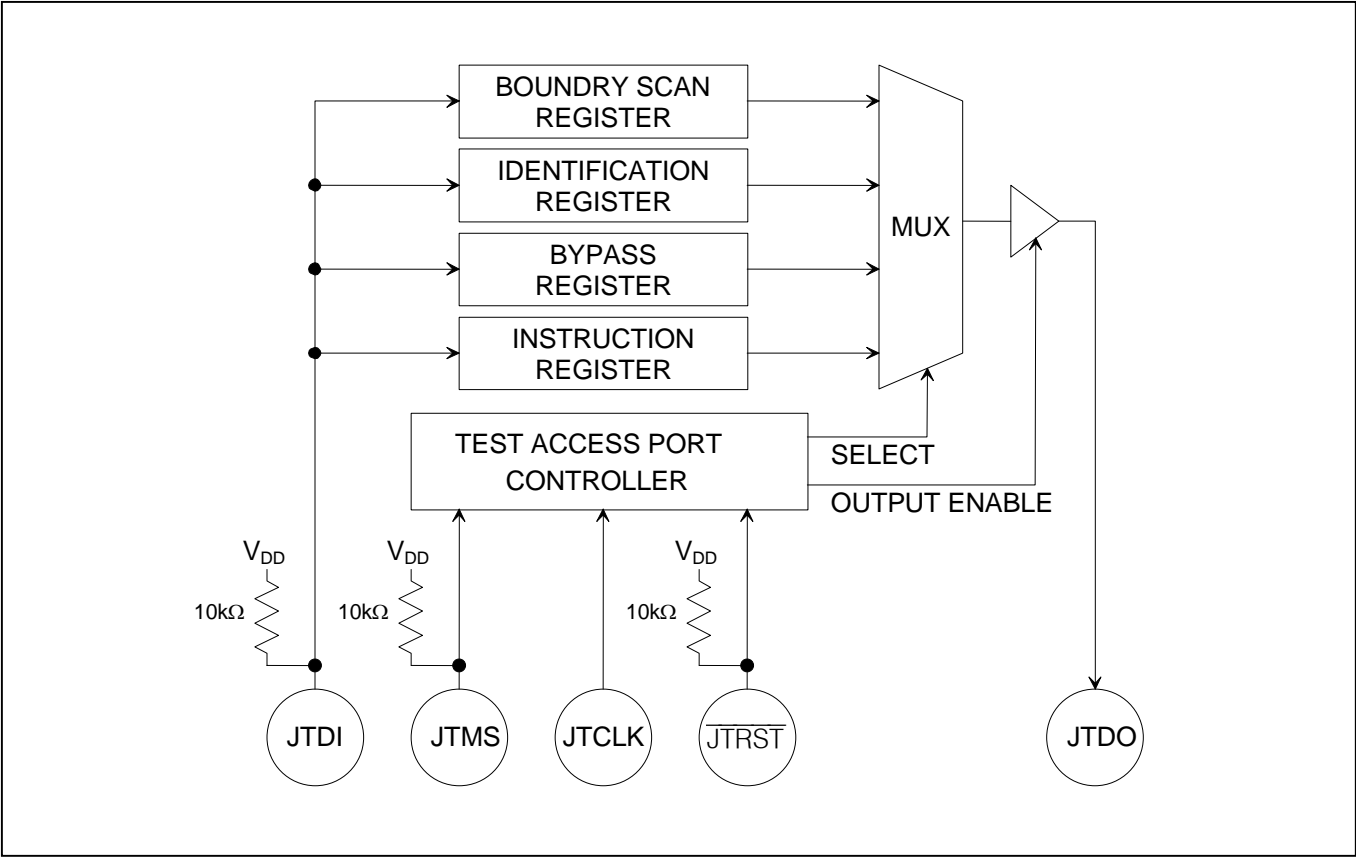 BOUNDRY SCAN
REGISTER
IDENTIFICATION
REGISTER
BYPASS
REGISTER
INSTRUCTION
REGISTER
MUX
TEST ACCESS PORT
CONTROLLER
SELECT
OUTPUT ENABLE
VDD
10kΩ
VDD
10kΩ
VDD
10kΩ
JTDI
JTMS
JTCLK
JTRST
JTDO